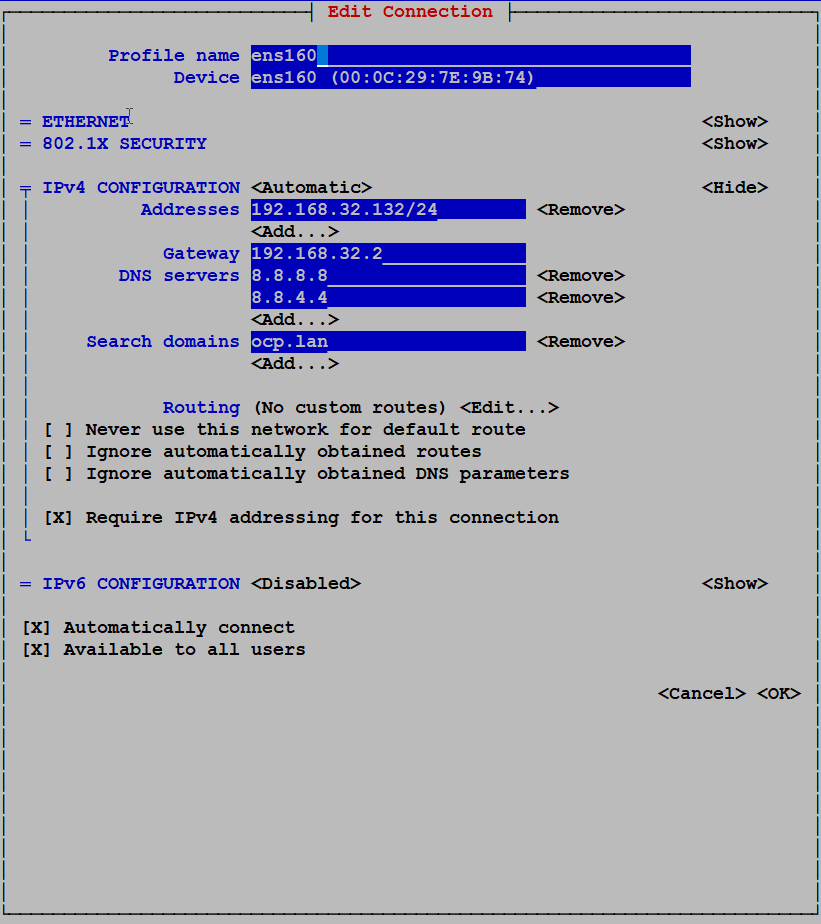 Edit Connection
Profile name ens160
Device ens160 (00:0C:29:7E:9B:74)
= ETHERNET <Show>
= 802.1X SECURITY <Show>
IPv4 CONFIGURATION <Automatic> <Hide>
Addresses 192.168.32.132/24 <Remove>
<Add...>
Gateway 192.168.32.2
DNS servers 8.8.8.8 <Remove>
8.8.4.4 <Remove>
<Add...>
Search domains ocp.lan <Remove>
<Add...>
Routing (No custom routes) <Edit...>
[ ] Never use this network for default route
[ ] Ignore automatically obtained routes
[ ] Ignore automatically obtained DNS parameters
[X] Require IPv4 addressing for this connection
= IPv6 CONFIGURATION <Disabled> <Show>
[X] Automatically connect
[X] Available to all users
<Cancel> <OK>